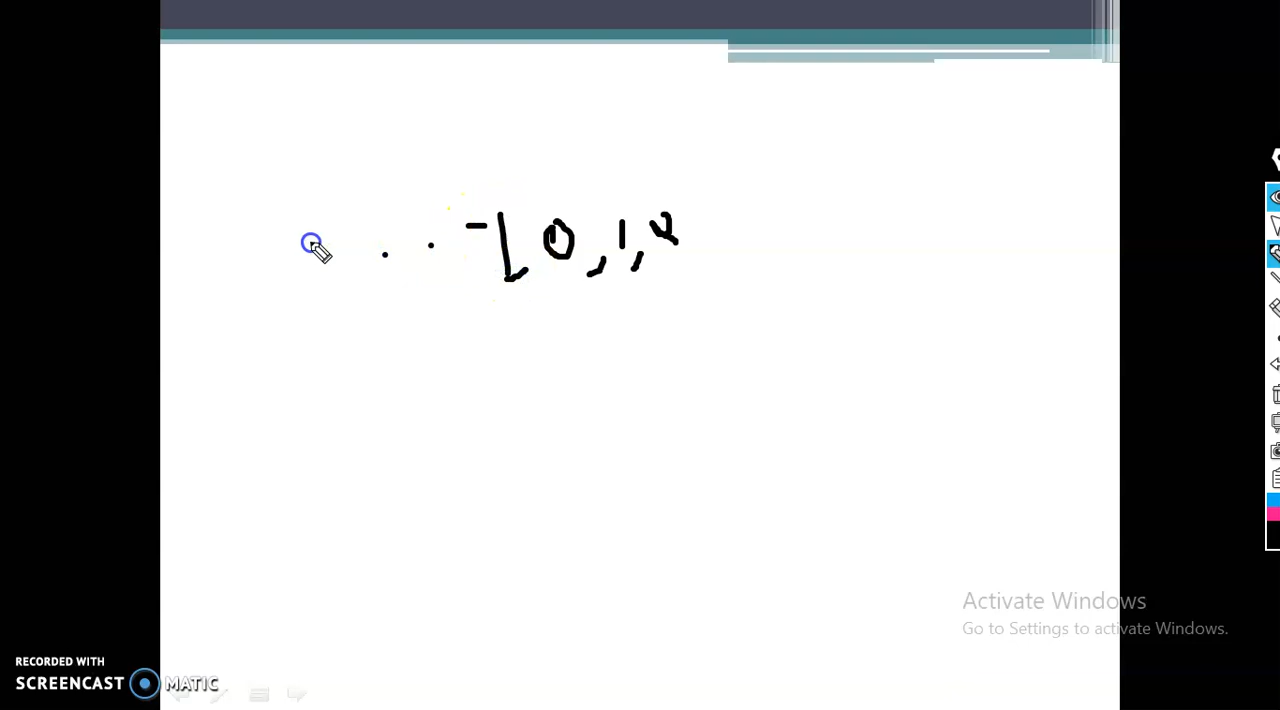 . . -1, 0, 1, 2
Activate Windows
Go to Settings to activate Windows.
RECORDED WITH
SCREENCAST MATIC